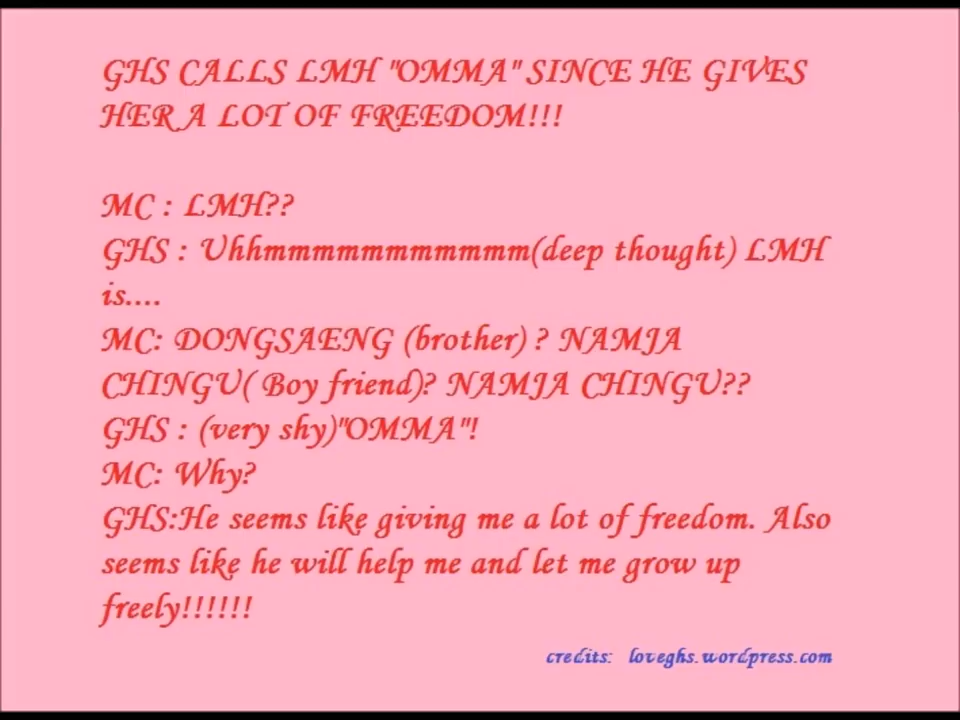 GHS CALLS LMH "OMMA" SINCE HE GIVES
HER A LOT OF FREEDOM!!!
MC : LMH??
GHS : Uhhmmmmmmmmmmm(deep thought) LMH
is....
MC: DONGSAENG (brother) ? NAMJA
CHINGU( Boy friend)? NAMJA CHINGU??
GHS : (very shy)"OMMA"!
MC: Why?
GHS:He seems like giving me a lot of freedom. Also
seems like he will help me and let me grow up
freely!!!!!!
credits: loveghs.wordpress.com